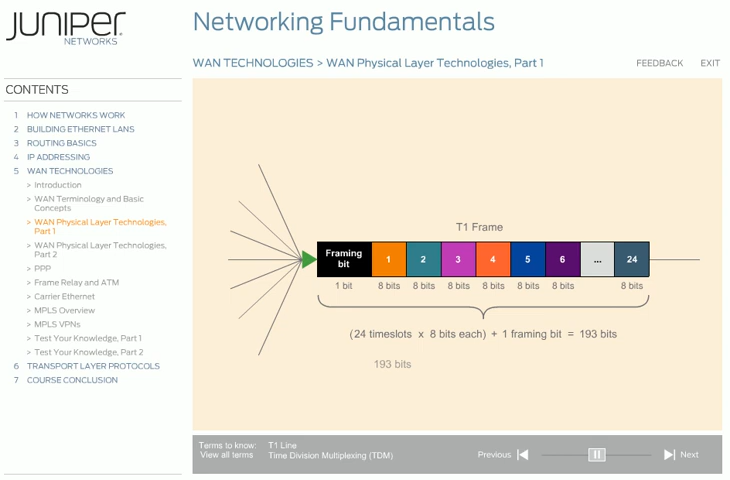 JUNIPER
NETWORKS
Networking Fundamentals
WAN TECHNOLOGIES > WAN Physical Layer Technologies, Part 1
FEEDBACK
EXIT
CONTENTS
1 HOW NETWORKS WORK
2 BUILDING ETHERNET LANS
3 ROUTING BASICS
4 IP ADDRESSING
5 WAN TECHNOLOGIES
> Introduction
> WAN Terminology and Basic
Concepts
> WAN Physical Layer Technologies,
Part 1
> WAN Physical Layer Technologies,
Part 2
> PPP
> Frame Relay and ATM
> Carrier Ethernet
> MPLS Overview
> MPLS VPNs
> Test Your Knowledge, Part 1
> Test Your Knowledge, Part 2
6 TRANSPORT LAYER PROTOCOLS
7 COURSE CONCLUSION
T1 Frame
Framing
bit
1 2 3 4 5 6 ... 24
1 bit 8 bits 8 bits 8 bits 8 bits 8 bits 8 bits 8 bits
(24 timeslots x 8 bits each) + 1 framing bit = 193 bits
193 bits
Terms to know: T1 Line
View all terms Time Division Multiplexing (TDM)
Previous
Next